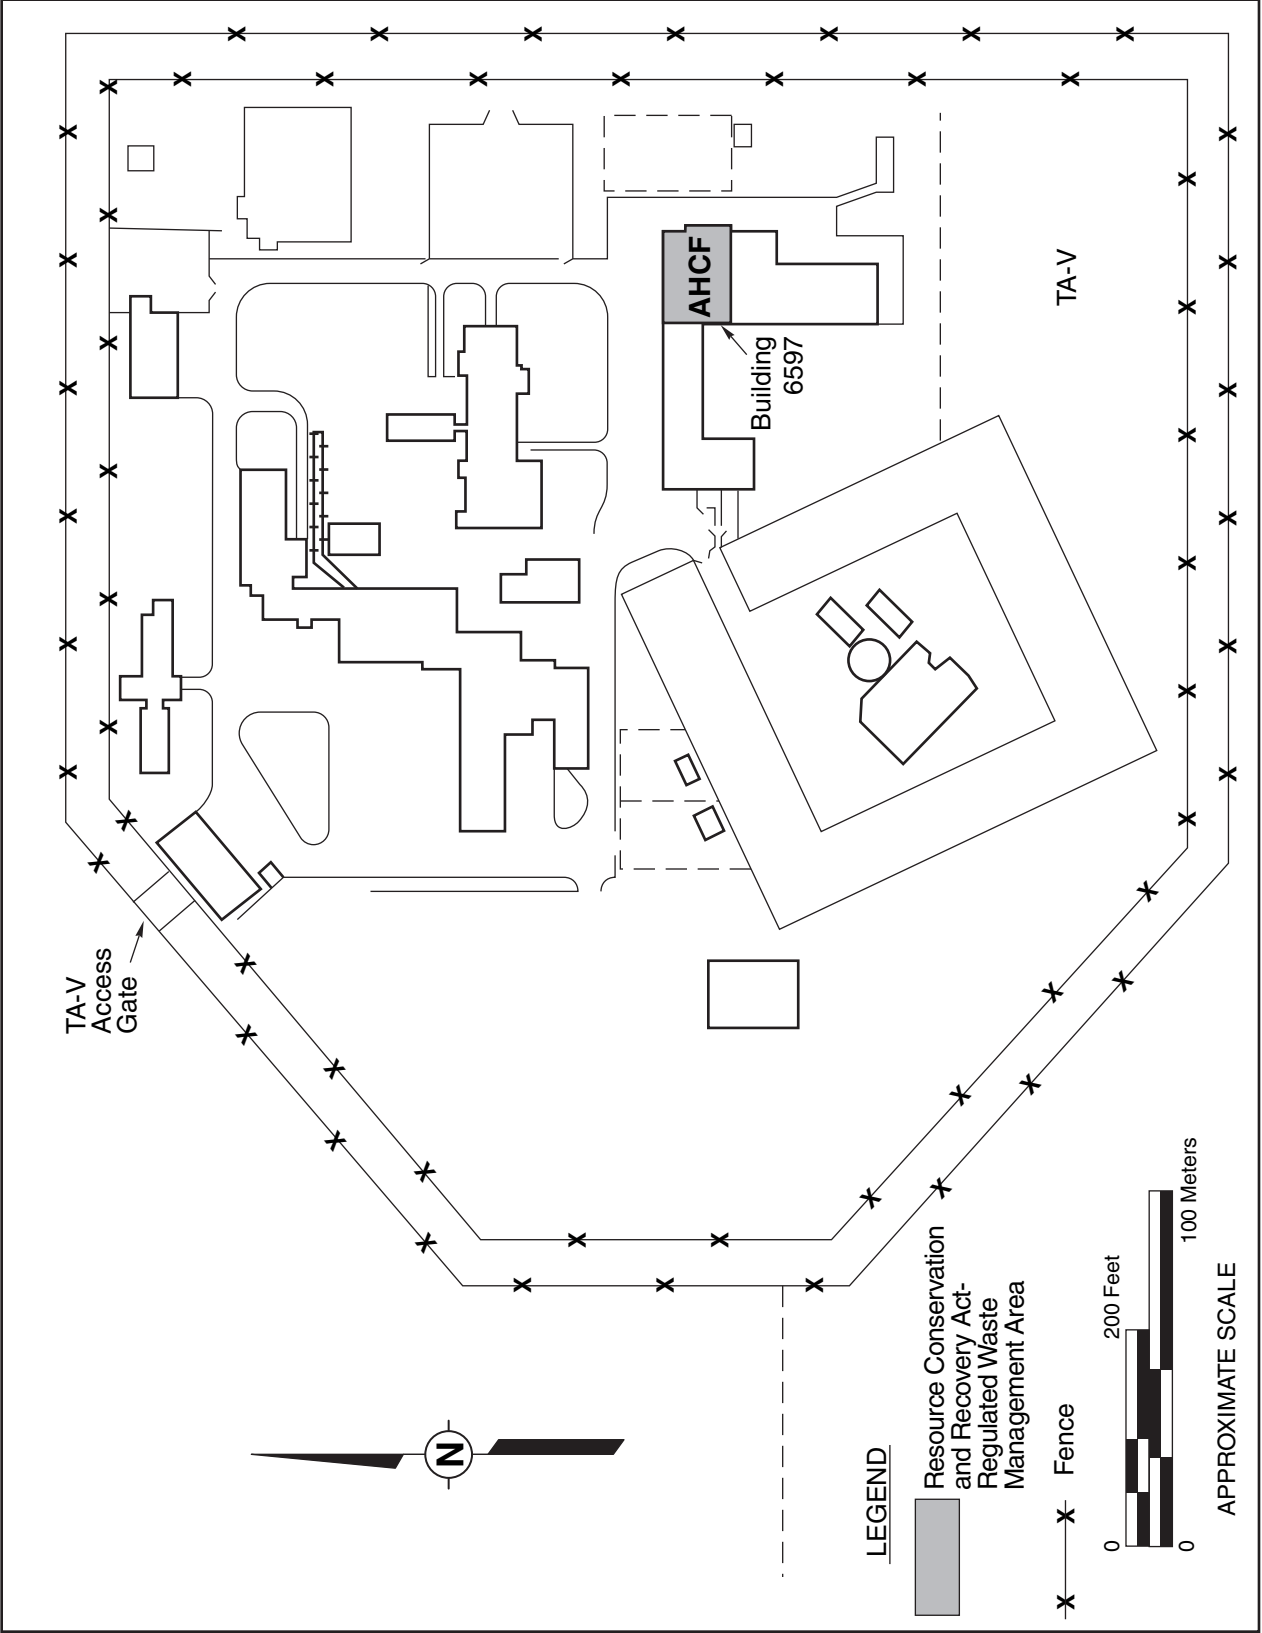 TA-V
Access
Gate
AHCF
Building
6597
TA-V
N
LEGEND
Resource Conservation
and Recovery Act-
Regulated Waste
Management Area
Fence
0
200 Feet
0
100 Meters
APPROXIMATE SCALE